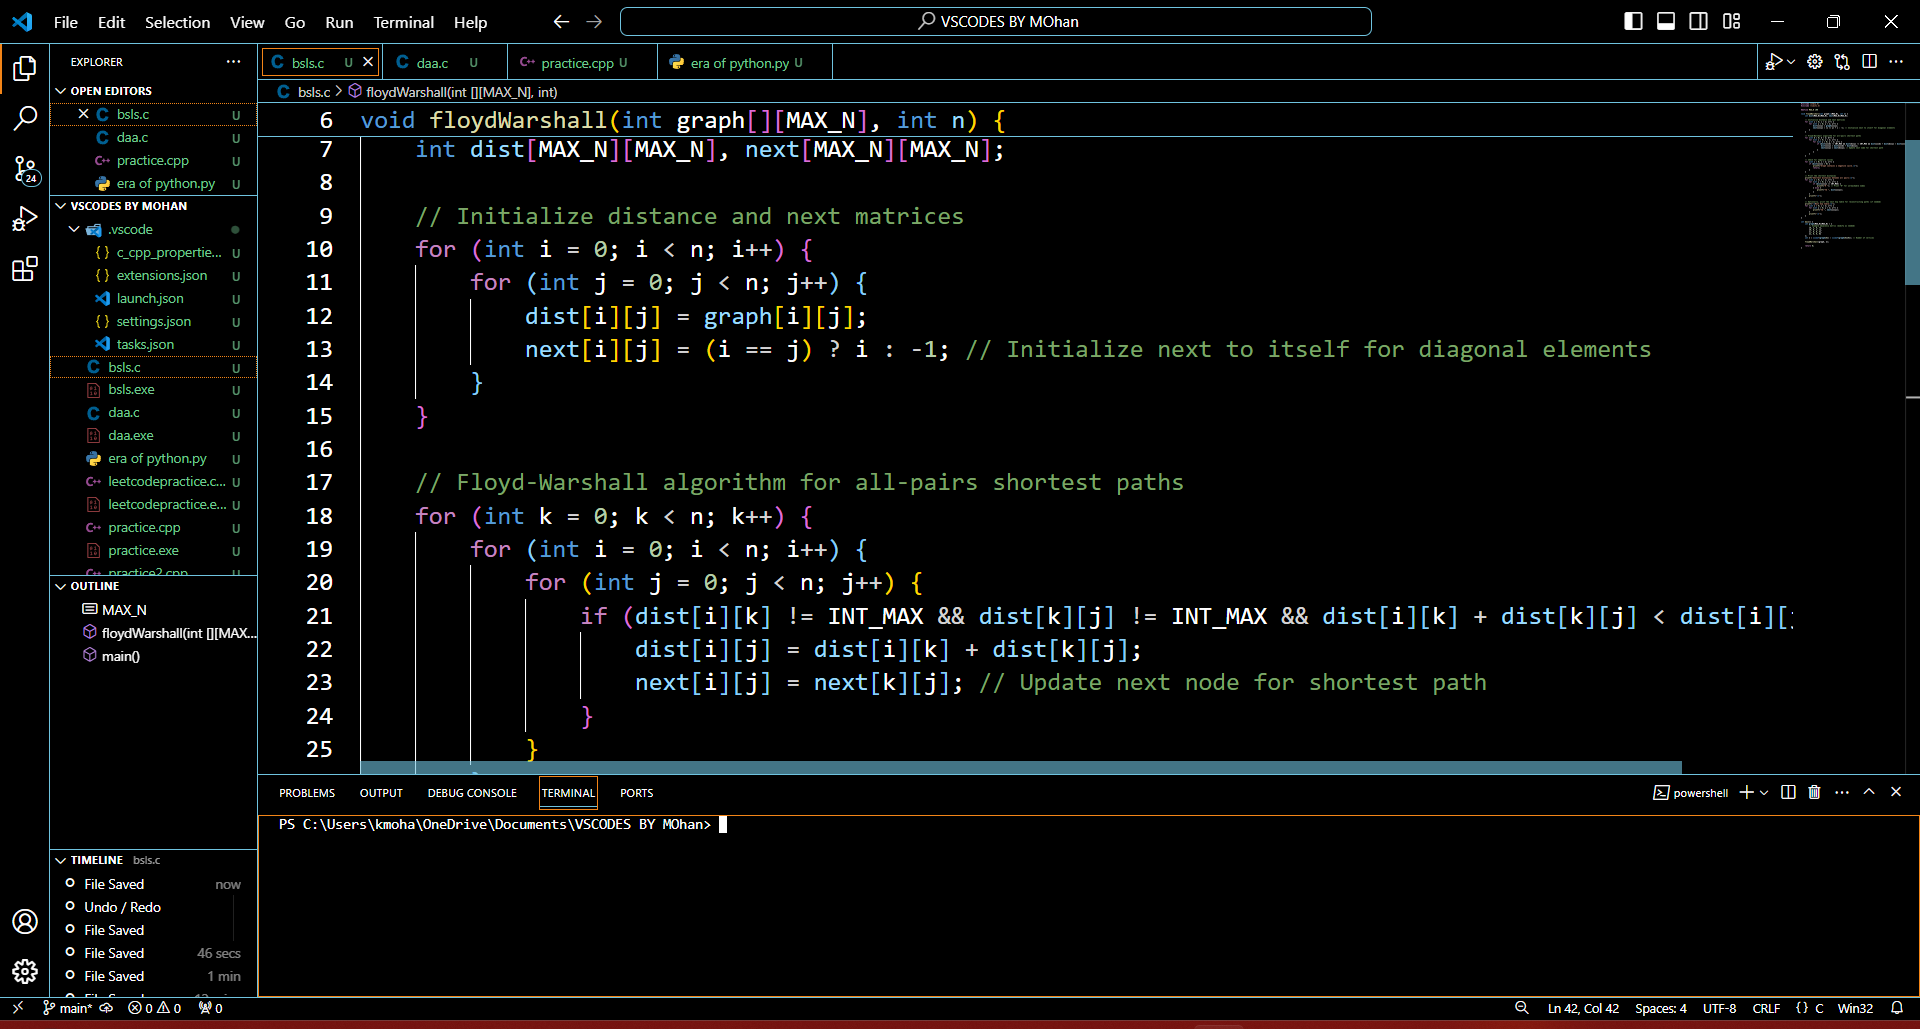 File Edit Selection View Go Run Terminal Help
VSCODES BY MOhan
EXPLORER
OPEN EDITORS
bsls.c U
daa.c U
practice.cpp U
era of python.py U
VSCODES BY MOHAN
.vscode
c_cpp_propertie... U
extensions.json U
launch.json U
settings.json U
tasks.json U
bsls.c U
bsls.exe U
daa.c U
daa.exe U
era of python.py U
leetcodepractice.c... U
leetcodepractice.e... U
practice.cpp U
practice.exe U
practice2.cpp U
OUTLINE
MAX_N
floydWarshall(int [][MAX...
main()
TIMELINE bsls.c
File Saved now
Undo / Redo
File Saved
File Saved 46 secs
File Saved 1 min
24
bsls.c U daa.c U practice.cpp U era of python.py U
bsls.c > floydWarshall(int [][MAX_N], int)
6 void floydWarshall(int graph[][MAX_N], int n) {
7 int dist[MAX_N][MAX_N], next[MAX_N][MAX_N];
8
9 // Initialize distance and next matrices
10 for (int i = 0; i < n; i++) {
11 for (int j = 0; j < n; j++) {
12 dist[i][j] = graph[i][j];
13 next[i][j] = (i == j) ? i : -1; // Initialize next to itself for diagonal elements
14 }
15 }
16
17 // Floyd-Warshall algorithm for all-pairs shortest paths
18 for (int k = 0; k < n; k++) {
19 for (int i = 0; i < n; i++) {
20 for (int j = 0; j < n; j++) {
21 if (dist[i][k] != INT_MAX && dist[k][j] != INT_MAX && dist[i][k] + dist[k][j] < dist[i][j
22 dist[i][j] = dist[i][k] + dist[k][j];
23 next[i][j] = next[k][j]; // Update next node for shortest path
24 }
25 }
PROBLEMS OUTPUT DEBUG CONSOLE TERMINAL PORTS
powershell
PS C:\Users\kmoha\OneDrive\Documents\VSCODES BY MOhan>
main* 0 0 0
Ln 42, Col 42 Spaces: 4 UTF-8 CRLF {} C Win32